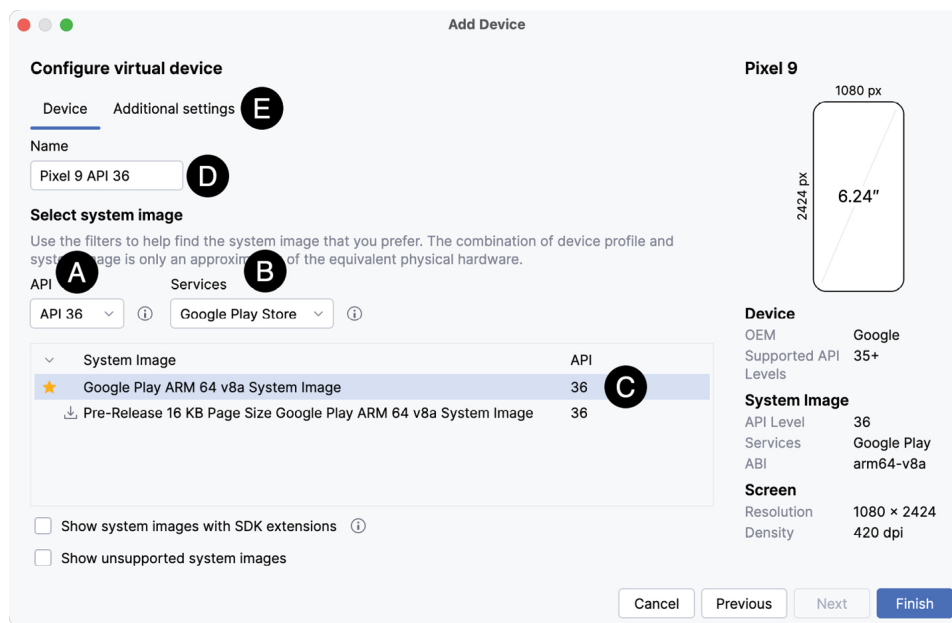 Add Device
Configure virtual device
Device Additional settings E
Name
Pixel 9 API 36 D
Select system image
Use the filters to help find the system image that you prefer. The combination of device profile and
image is only an of the equivalent physical hardware.
A B
API Services
API 36 Google Play Store
System Image API
Google Play ARM 64 v8a System Image 36 C
Pre-Release 16 KB Page Size Google Play ARM 64 v8a System Image 36
Show system images with SDK extensions
Show unsupported system images
Pixel 9
1080 px
2424 px
6.24″
Device
OEM Google
Supported API 35+
Levels
System Image
API Level 36
Services Google Play
ABI arm64-v8a
Screen
Resolution 1080 × 2424
Density 420 dpi
Cancel Previous Next Finish